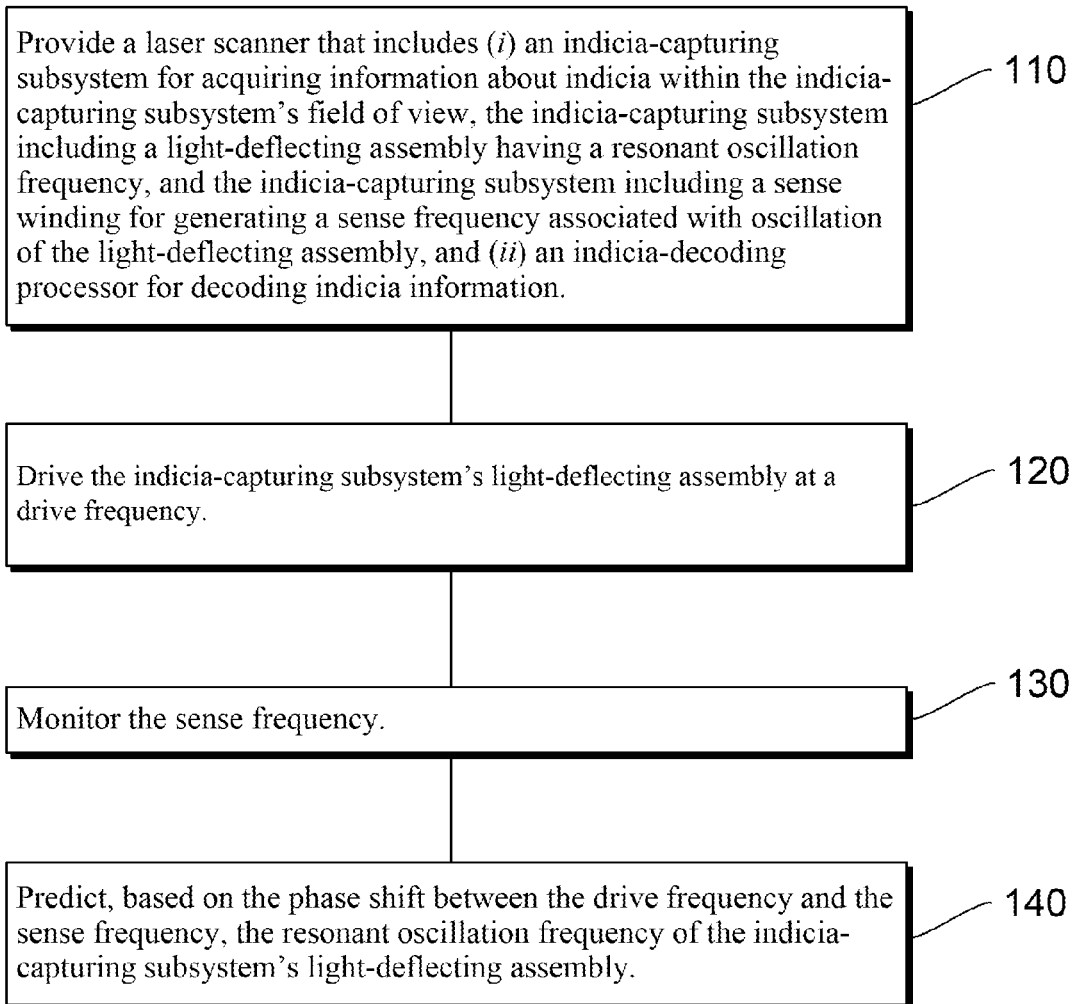 Provide a laser scanner that includes (i) an indicia-capturing
subsystem for acquiring information about indicia within the indicia-
capturing subsystem's field of view, the indicia-capturing subsystem
including a light-deflecting assembly having a resonant oscillation
frequency, and the indicia-capturing subsystem including a sense
winding for generating a sense frequency associated with oscillation
of the light-deflecting assembly, and (ii) an indicia-decoding
processor for decoding indicia information.
110
Drive the indicia-capturing subsystem's light-deflecting assembly at a
drive frequency.
120
Monitor the sense frequency.
130
Predict, based on the phase shift between the drive frequency and the
sense frequency, the resonant oscillation frequency of the indicia-
capturing subsystem's light-deflecting assembly.
140